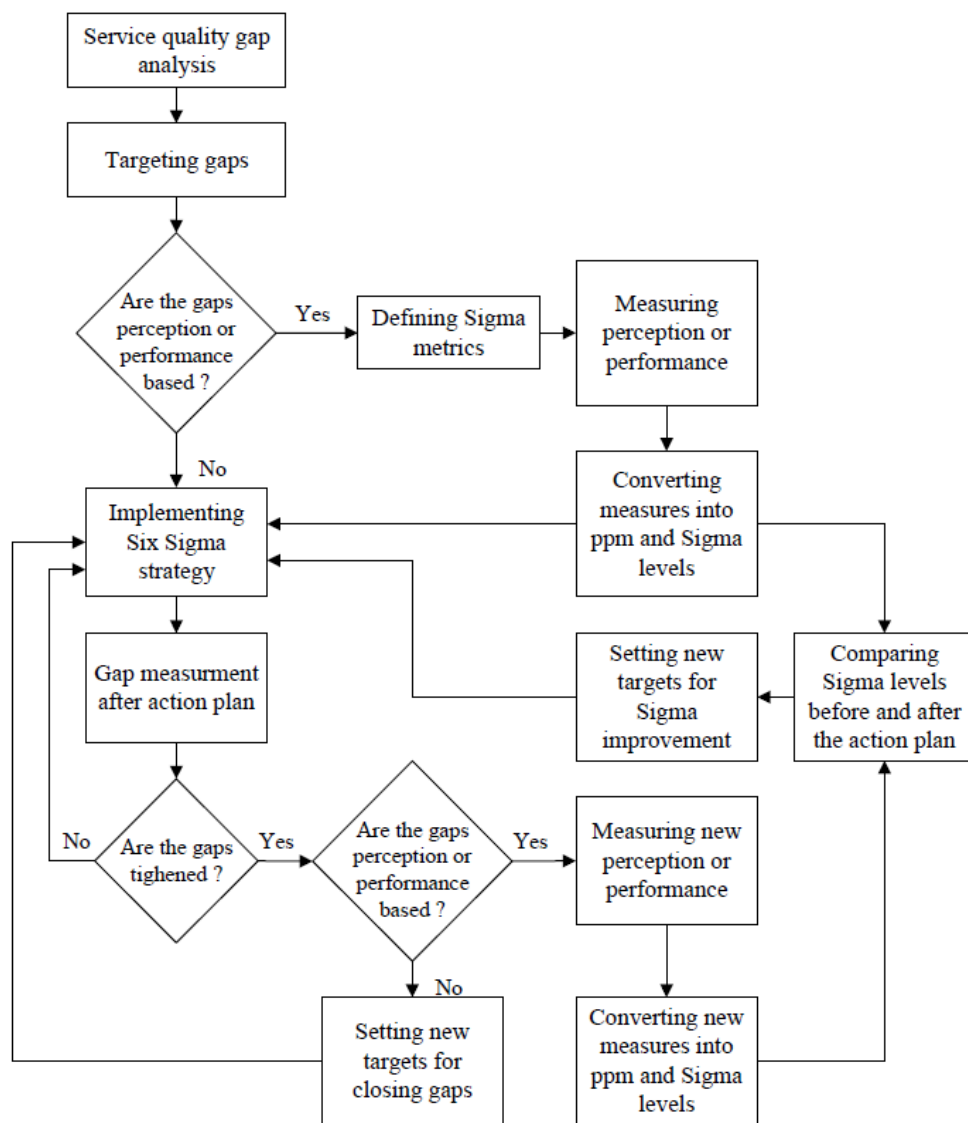 Service quality gap
analysis
Targeting gaps
Are the gaps
perception or
performance
based ?
Yes
Defining Sigma
metrics
Measuring
perception or
performance
No
Implementing
Six Sigma
strategy
Converting
measures into
ppm and Sigma
levels
Gap measurment
after action plan
Setting new
targets for
Sigma
improvement
Comparing
Sigma levels
before and after
the action plan
No
Are the gaps
tighened ?
Yes
Are the gaps
perception or
performance
based ?
Yes
Measuring new
perception or
performance
No
Setting new
targets for
closing gaps
Converting new
measures into
ppm and Sigma
levels